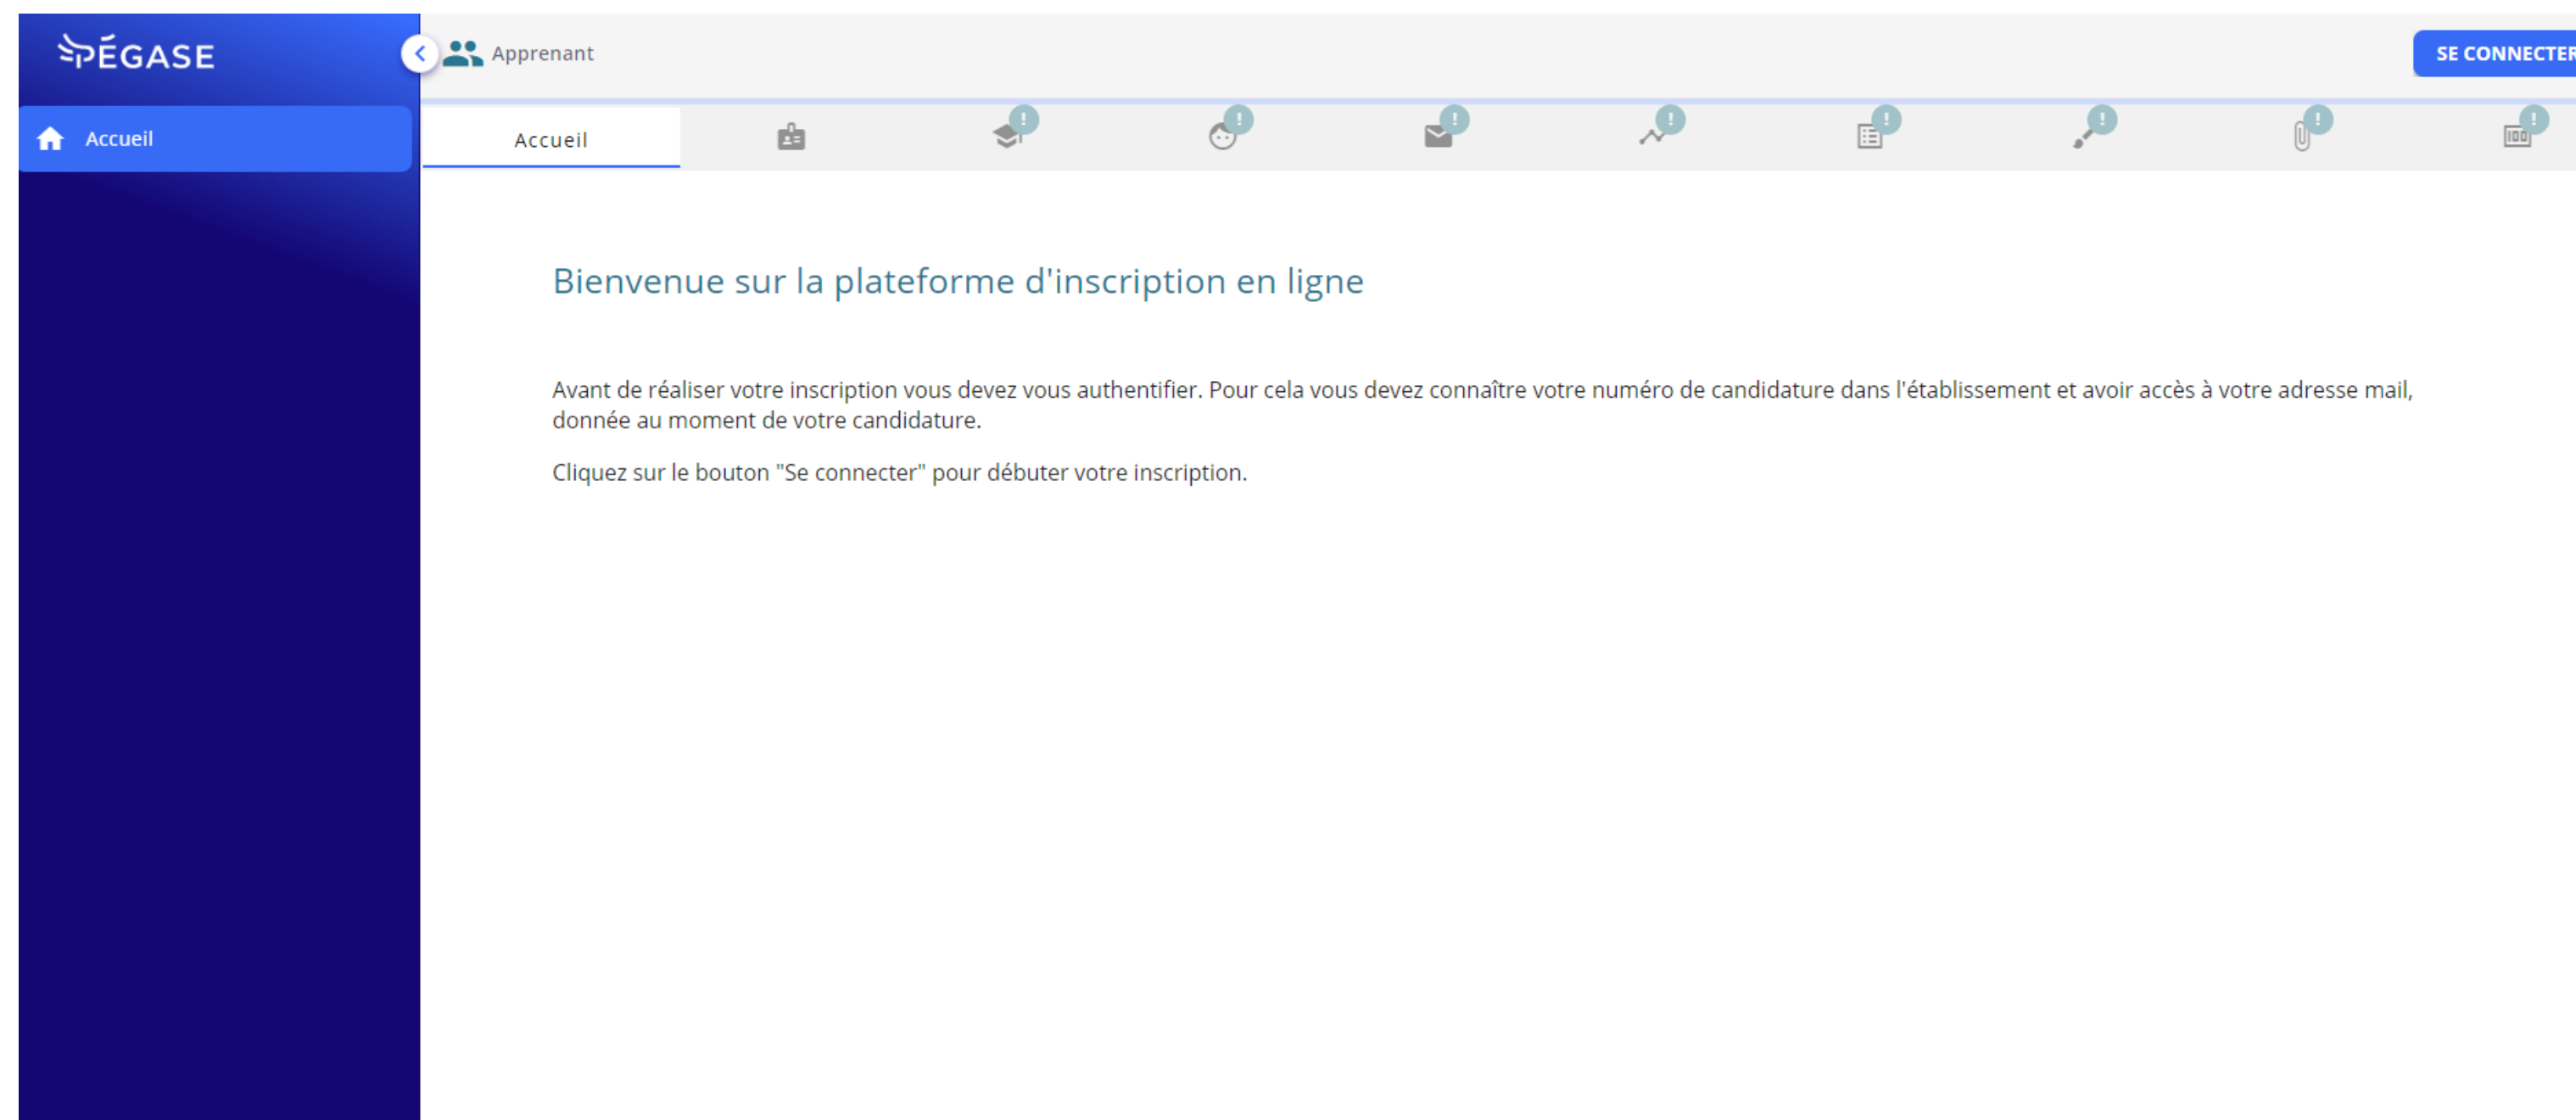 PÉGASE
Apprenant
SE CONNECTER
Accueil
Accueil
Bienvenue sur la plateforme d'inscription en ligne
Avant de réaliser votre inscription vous devez vous authentifier. Pour cela vous devez connaître votre numéro de candidature dans l'établissement et avoir accès à votre adresse mail,
donnée au moment de votre candidature.
Cliquez sur le bouton "Se connecter" pour débuter votre inscription.